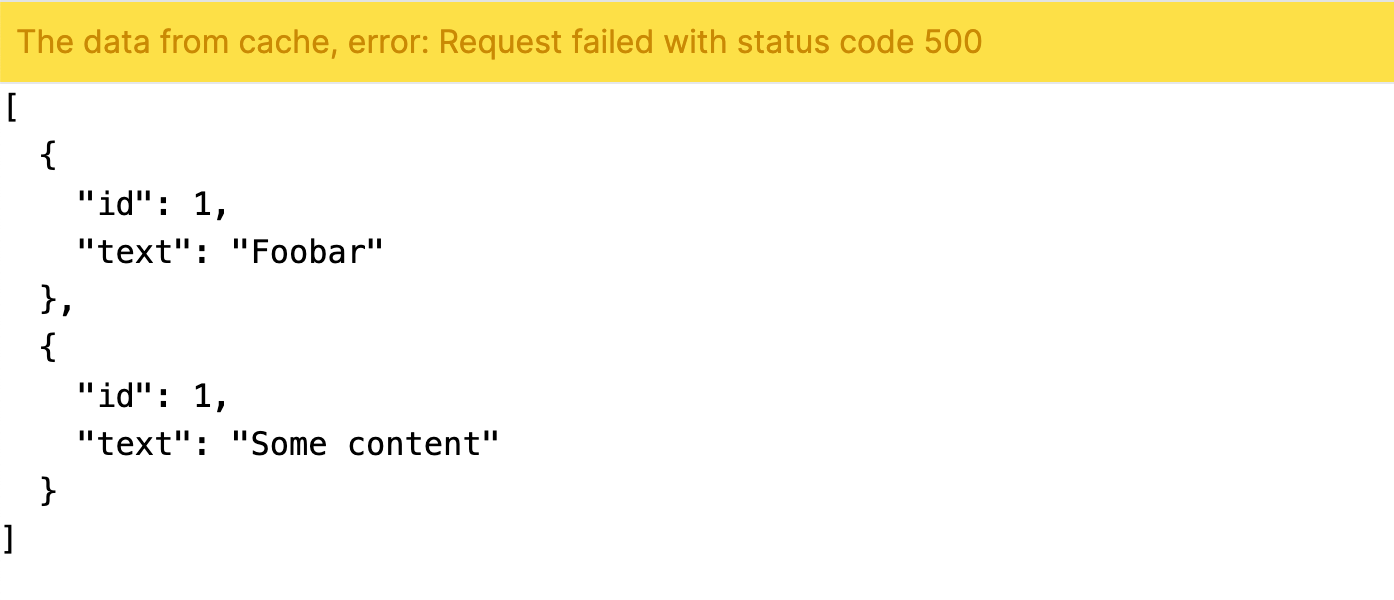 The data from cache, error: Request failed with status code 500
[
  {
    "id": 1,
    "text": "Foobar"
  },
  {
    "id": 1,
    "text": "Some content"
  }
]